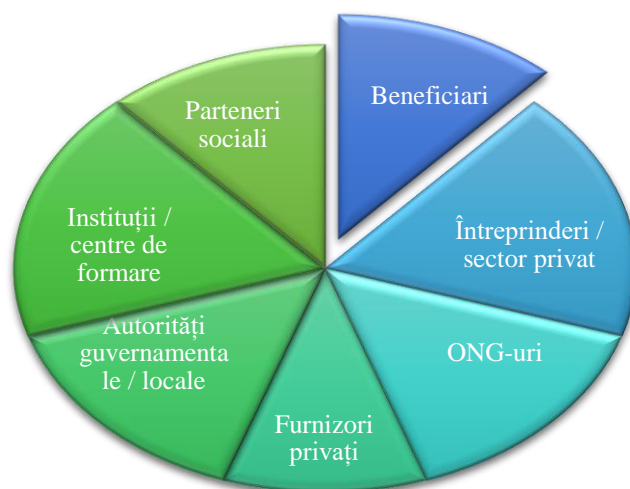 Beneficiari
Întreprinderi /
sector privat
ONG-uri
Furnizori
privați
Autorități
guvernamenta
le / locale
Instituții /
centre de
formare
Parteneri
sociali